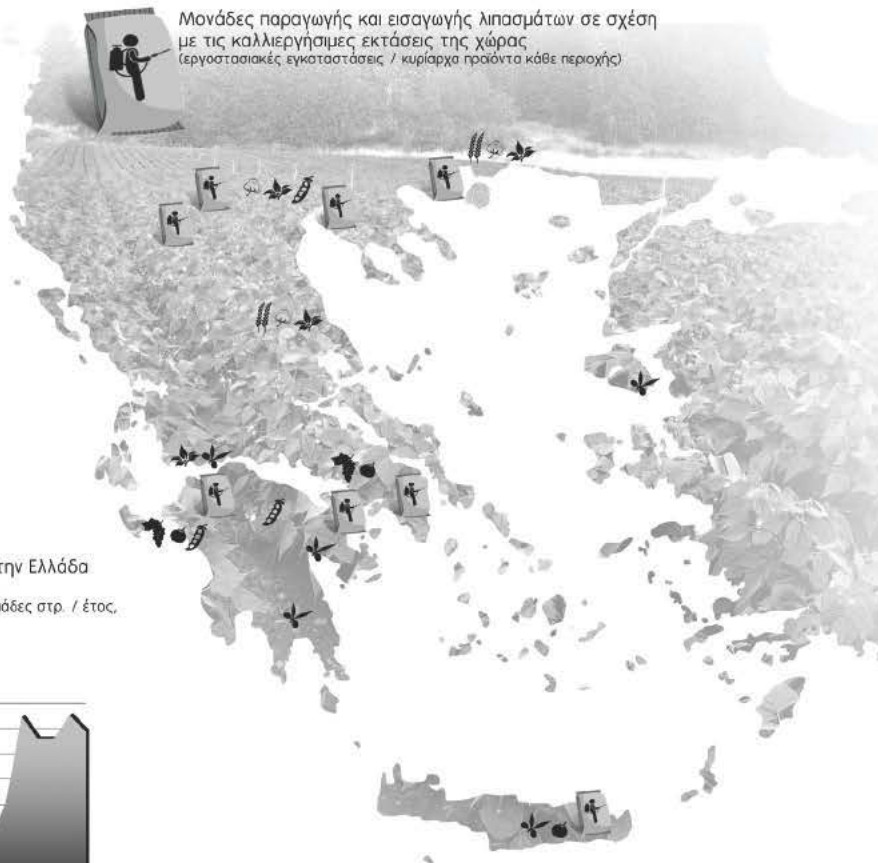 Μονάδες παραγωγής και εισαγωγής λιπασμάτων σε σχέση
με τις καλλιεργήσιμες εκτάσεις της χώρας
(εργοστασιακές εγκαταστάσεις / κυρίαρχα προϊόντα κάθε περιοχής)
την Ελλάδα
άδες στρ. / έτος,